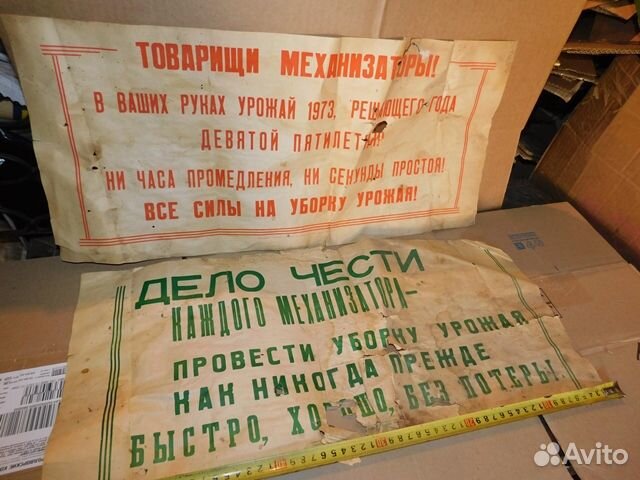 ТОВАРИЩИ МЕХАНИЗАТОРЫ!
В ВАШИХ РУКАХ УРОЖАЙ 1973, РЕШАЮЩЕГО ГОДА
ДЕВЯТОЙ ПЯТИЛЕТКИ!
НИ ЧАСА ПРОМЕДЛЕНИЯ, НИ СЕКУНДЫ ПРОСТОЯ!
ВСЕ СИЛЫ НА УБОРКУ УРОЖАЯ!
ДЕЛО ЧЕСТИ
КАЖДОГО МЕХАНИЗАТОРА-
ПРОВЕСТИ УБОРКУ УРОЖАЯ
КАК НИКОГДА ПРЕЖДЕ
БЫСТРО, ХОРОШО, БЕЗ ПОТЕРЬ!
Avito